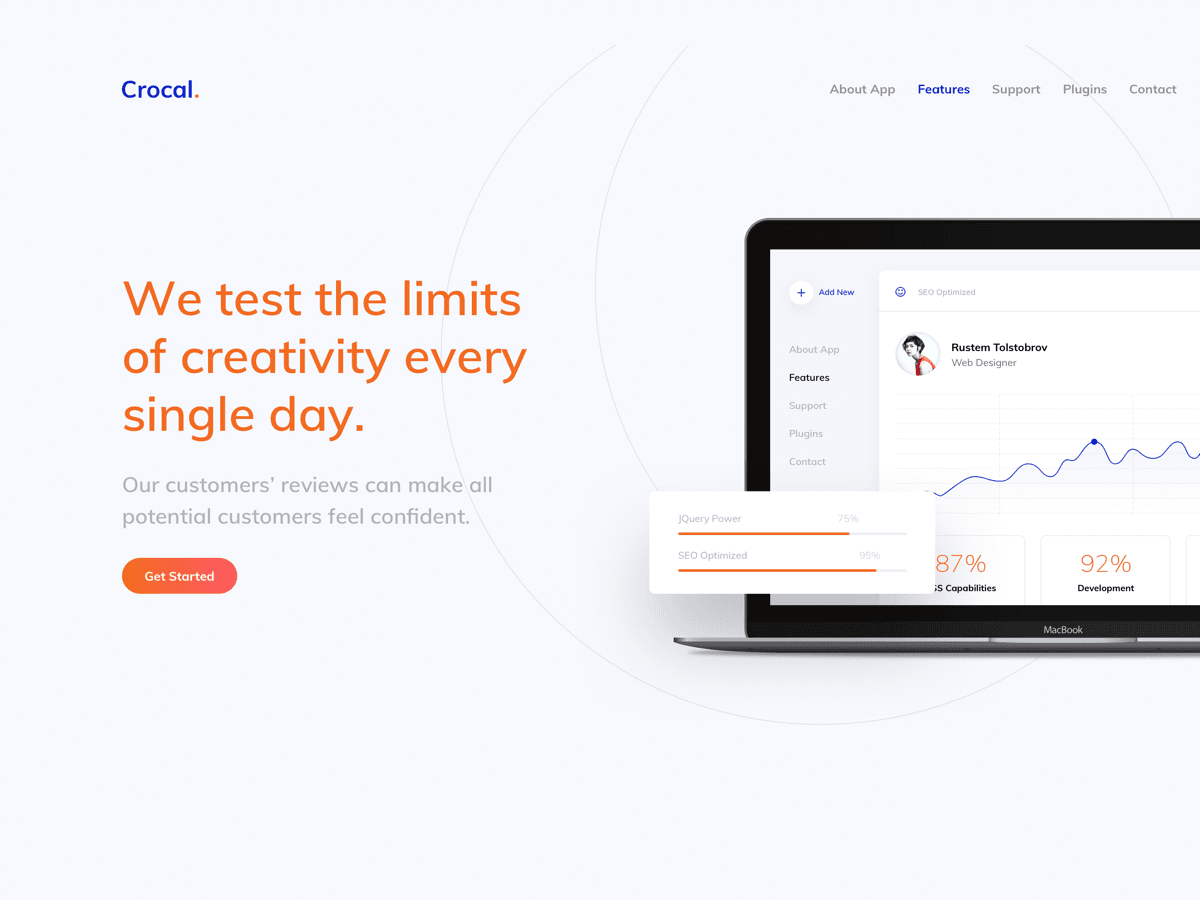 Crocal.
About App Features Support Plugins Contact
We test the limits
of creativity every
single day.
Our customers’ reviews can make all
potential customers feel confident.
Get Started
+ Add New
SEO Optimized
Rustem Tolstobrov
Web Designer
About App
Features
Support
Plugins
Contact
JQuery Power 75%
SEO Optimized 95%
87%
92%
Capabilities
Development
MacBook